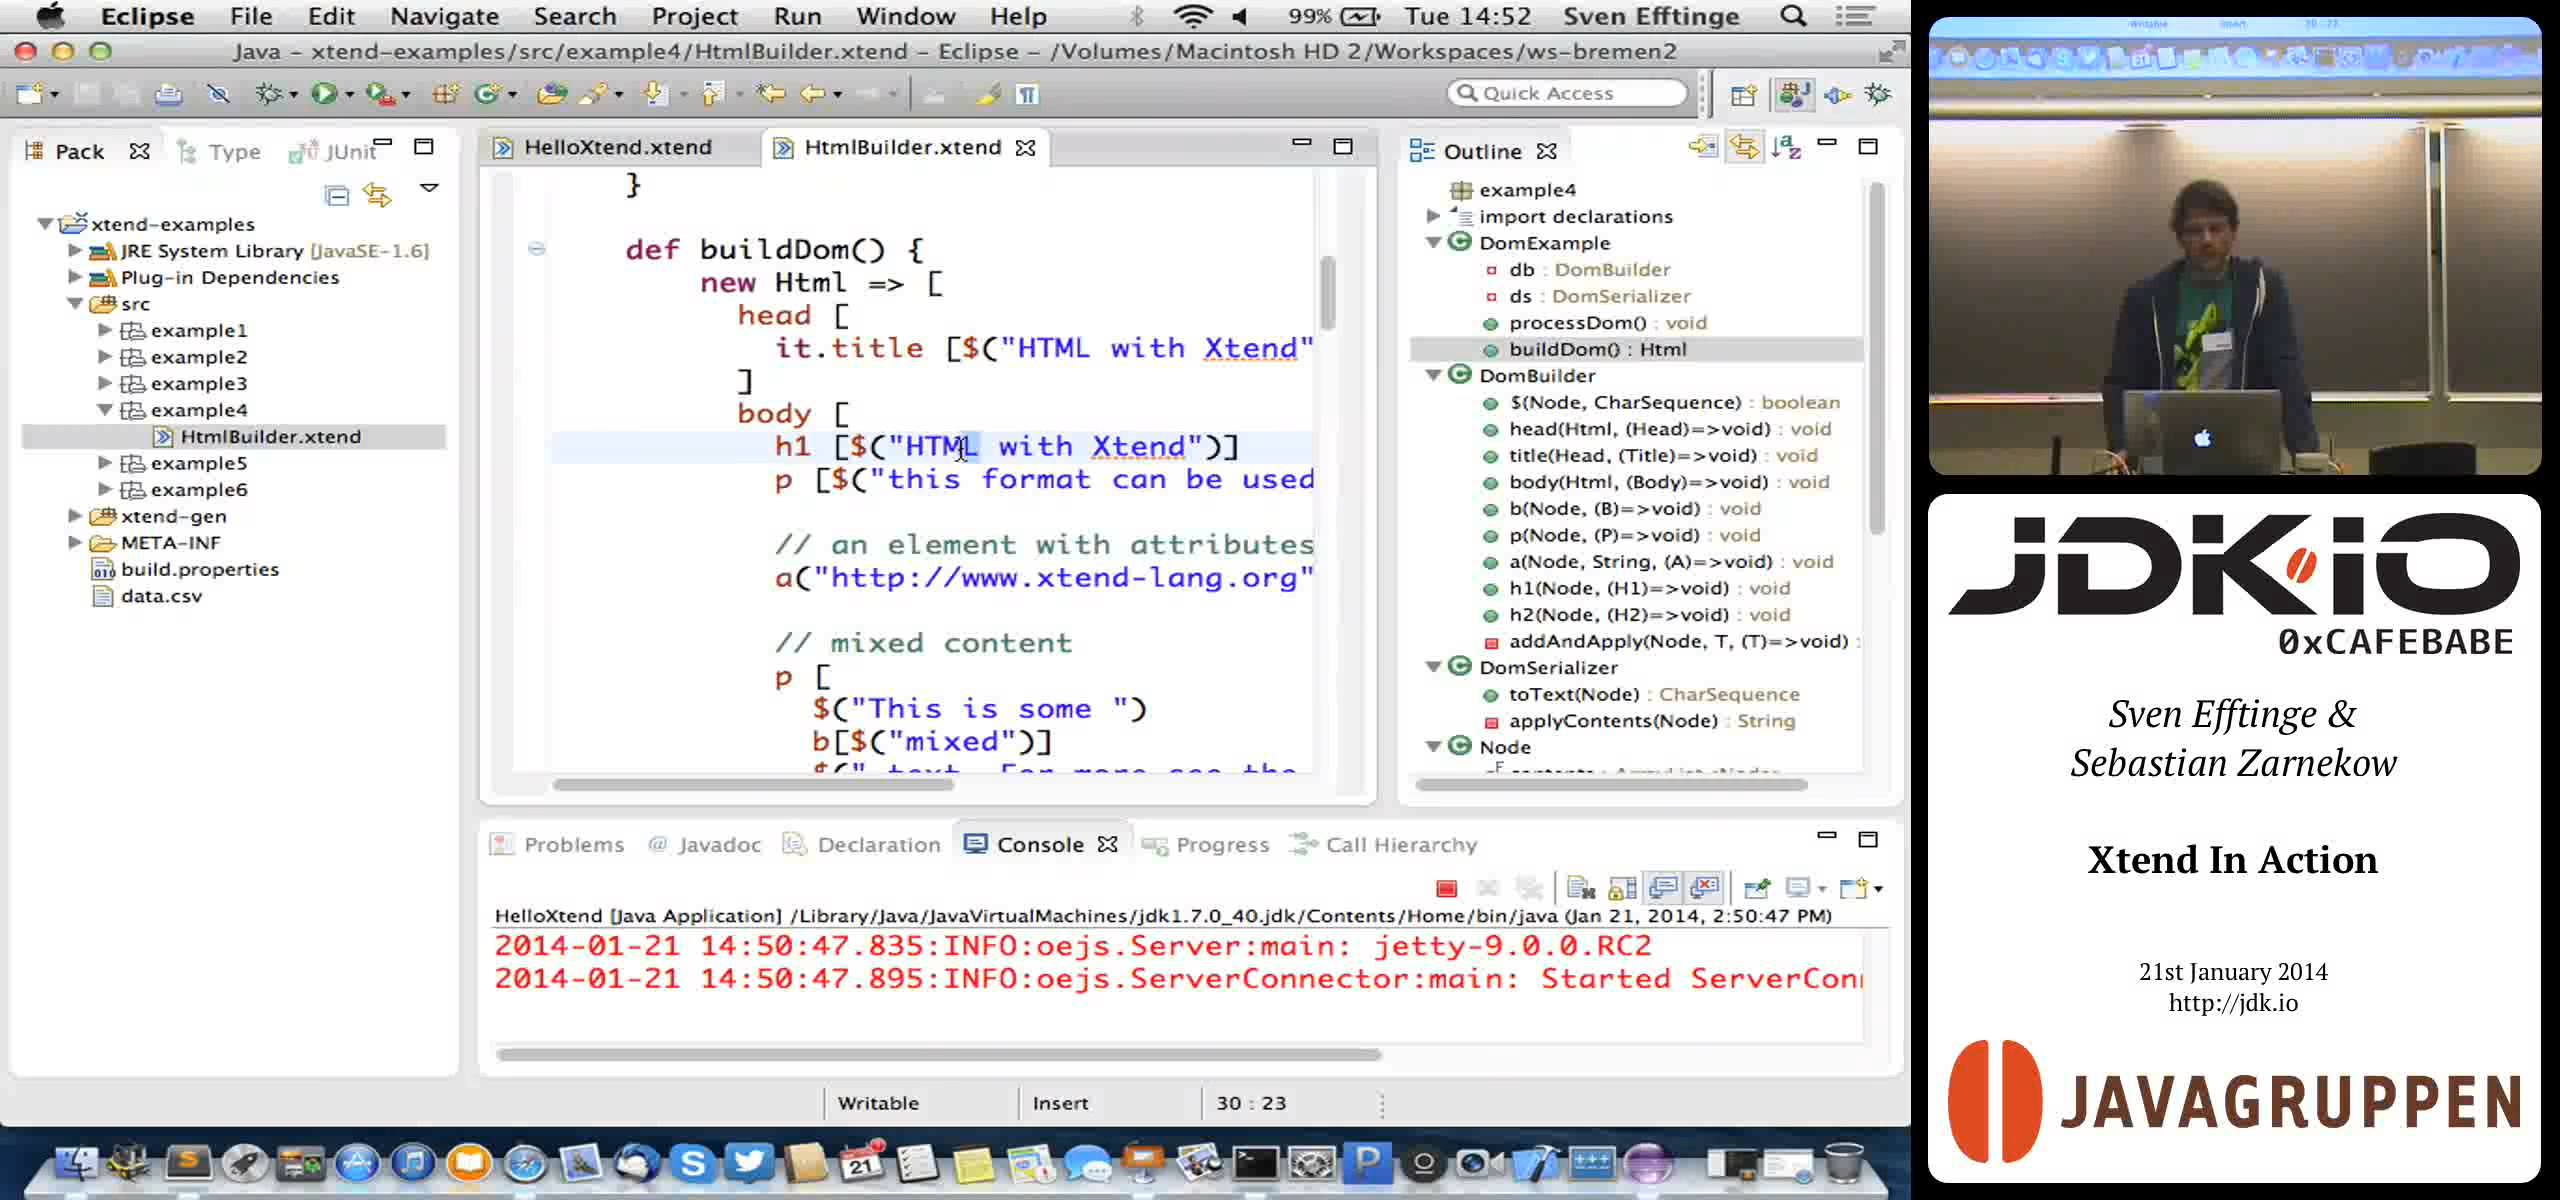 Eclipse File Edit Navigate Search Project Run Window Help 99% Tue 14:52 Sven Efftinge
Java – xtend-examples/src/example4/HtmlBuilder.xtend – Eclipse – /Volumes/Macintosh HD 2/Workspaces/ws-bremen2
Quick Access
Pack Type JUnit
xtend-examples
JRE System Library [JavaSE-1.6]
Plug-in Dependencies
src
example1
example2
example3
example4
HtmlBuilder.xtend
example5
example6
xtend-gen
META-INF
build.properties
data.csv
HelloXtend.xtend HtmlBuilder.xtend
}
def buildDom() {
new Html => [
head [
it.title [$("HTML with Xtend"
]
body [
h1 [$("HTML with Xtend")]
p [$("this format can be used
// an element with attributes
a("http://www.xtend-lang.org"
// mixed content
p [
$("This is some ")
b[$("mixed")]
$(" text. For more see the
Outline
example4
import declarations
DomExample
db : DomBuilder
ds : DomSerializer
processDom() : void
buildDom() : Html
DomBuilder
$(Node, CharSequence) : boolean
head(Html, (Head)=>void) : void
title(Head, (Title)=>void) : void
body(Html, (Body)=>void) : void
b(Node, (B)=>void) : void
p(Node, (P)=>void) : void
a(Node, String, (A)=>void) : void
h1(Node, (H1)=>void) : void
h2(Node, (H2)=>void) : void
addAndApply(Node, T, (T)=>void) :
DomSerializer
toText(Node) : CharSequence
applyContents(Node) : String
Node
Problems @ Javadoc Declaration Console Progress Call Hierarchy
HelloXtend [Java Application] /Library/Java/JavaVirtualMachines/jdk1.7.0_40.jdk/Contents/Home/bin/java (Jan 21, 2014, 2:50:47 PM)
2014-01-21 14:50:47.835:INFO:oejs.Server:main: jetty-9.0.0.RC2
2014-01-21 14:50:47.895:INFO:oejs.ServerConnector:main: Started ServerConn
Writable Insert 30 : 23
21
JDK.IO
0xCAFEBABE
Sven Efftinge &
Sebastian Zarnekow
Xtend In Action
21st January 2014
http://jdk.io
JAVAGRUPPEN